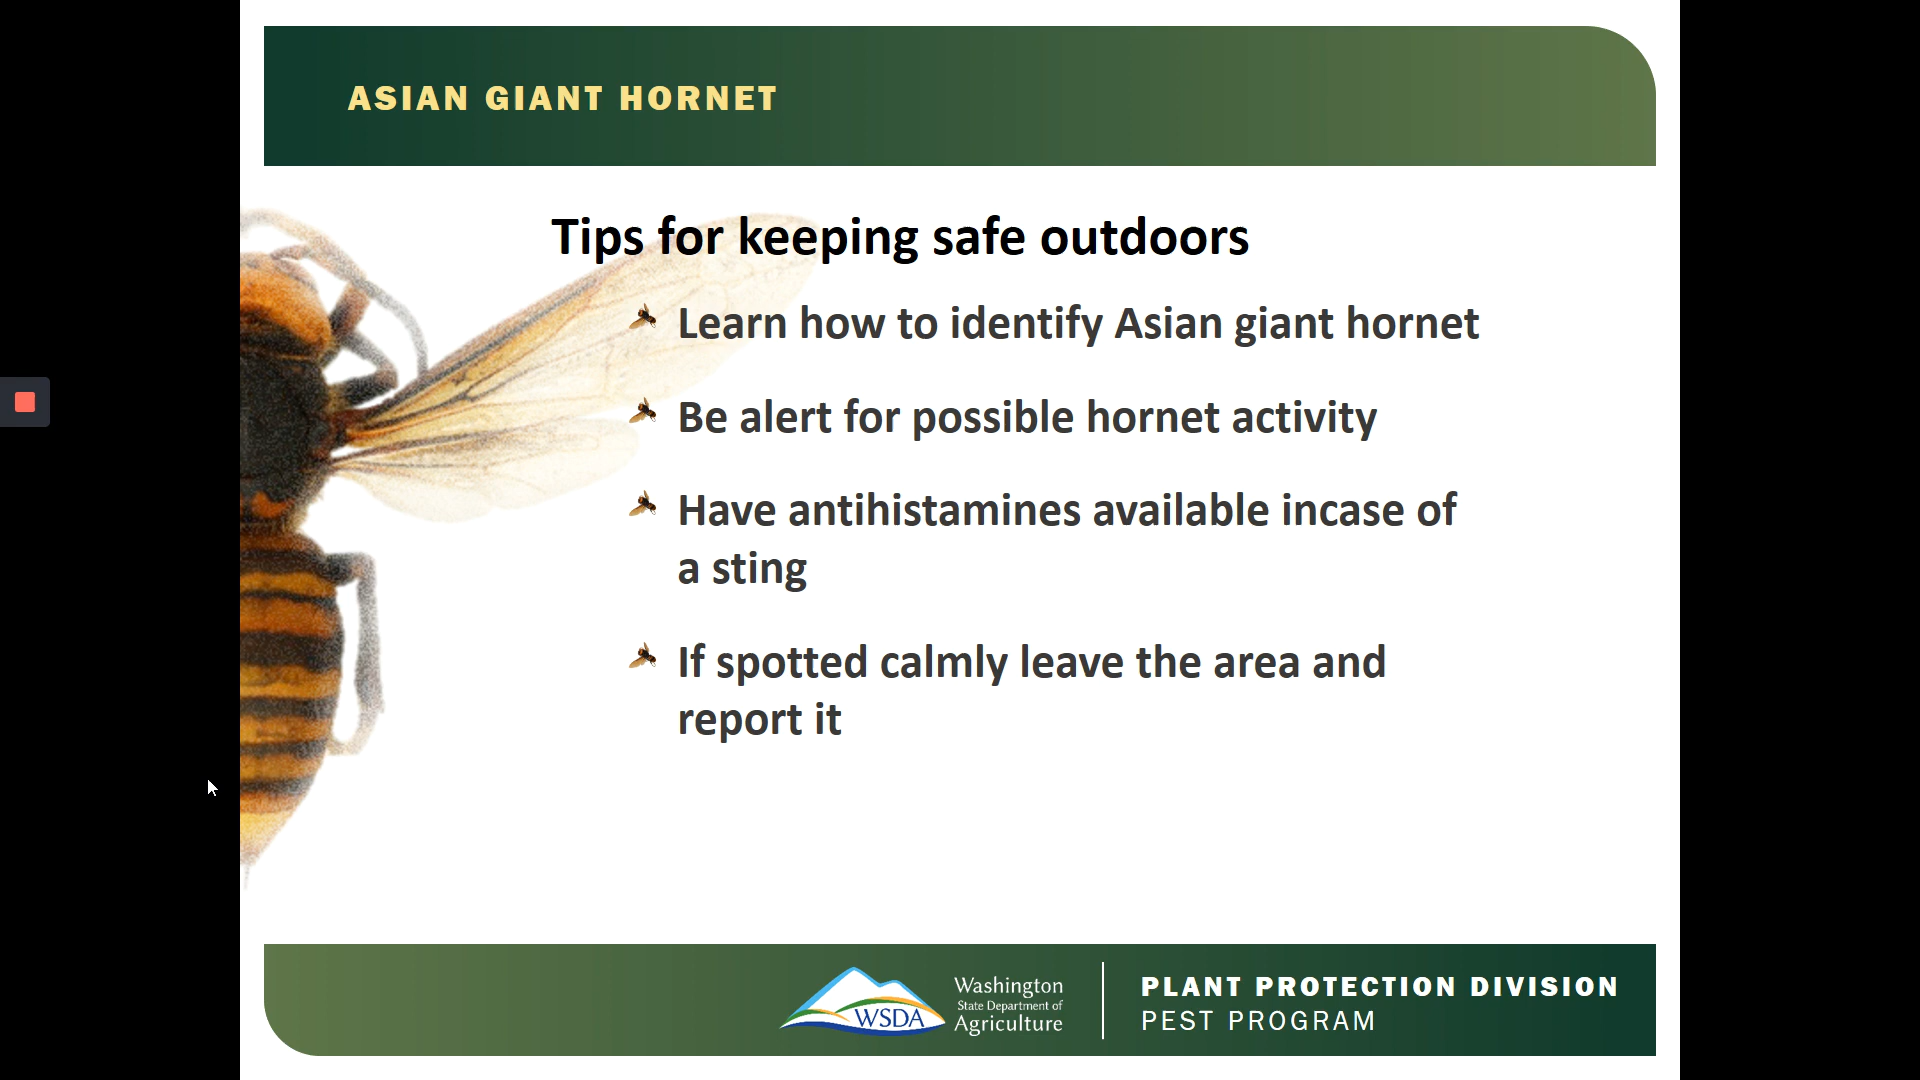 ASIAN GIANT HORNET
Tips for keeping safe outdoors
Learn how to identify Asian giant hornet
Be alert for possible hornet activity
Have antihistamines available incase of
a sting
If spotted calmly leave the area and
report it
WSDA
Washington
State Department of
Agriculture
PLANT PROTECTION DIVISION
PEST PROGRAM